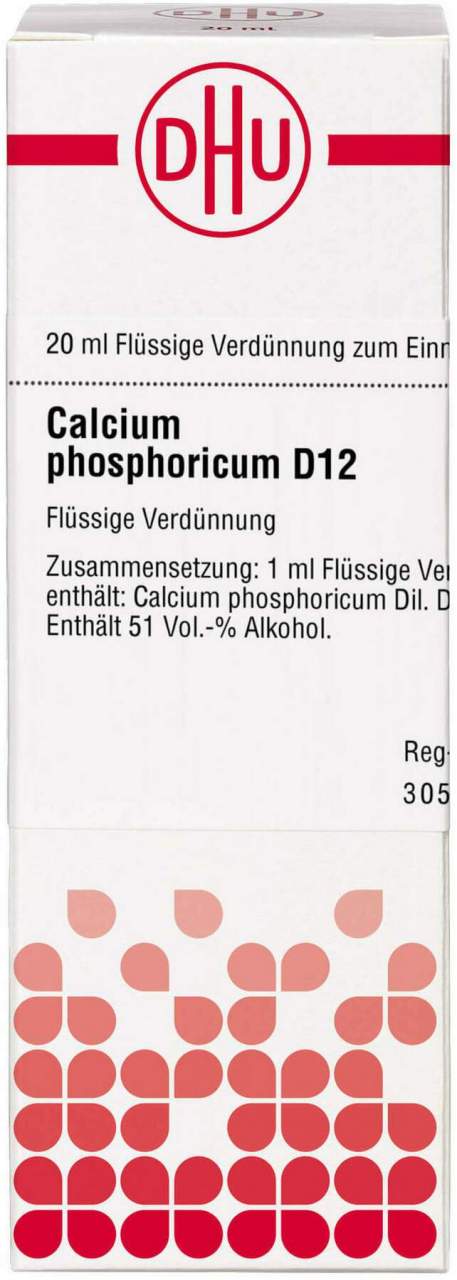 20 ml
DHU
20 ml Flüssige Verdünnung zum Einn
Calcium
phosphoricum D12
Flüssige Verdünnung
Zusammensetzung: 1 ml Flüssige Ve
enthält: Calcium phosphoricum Dil. D
Enthält 51 Vol.-% Alkohol.
Reg-
305